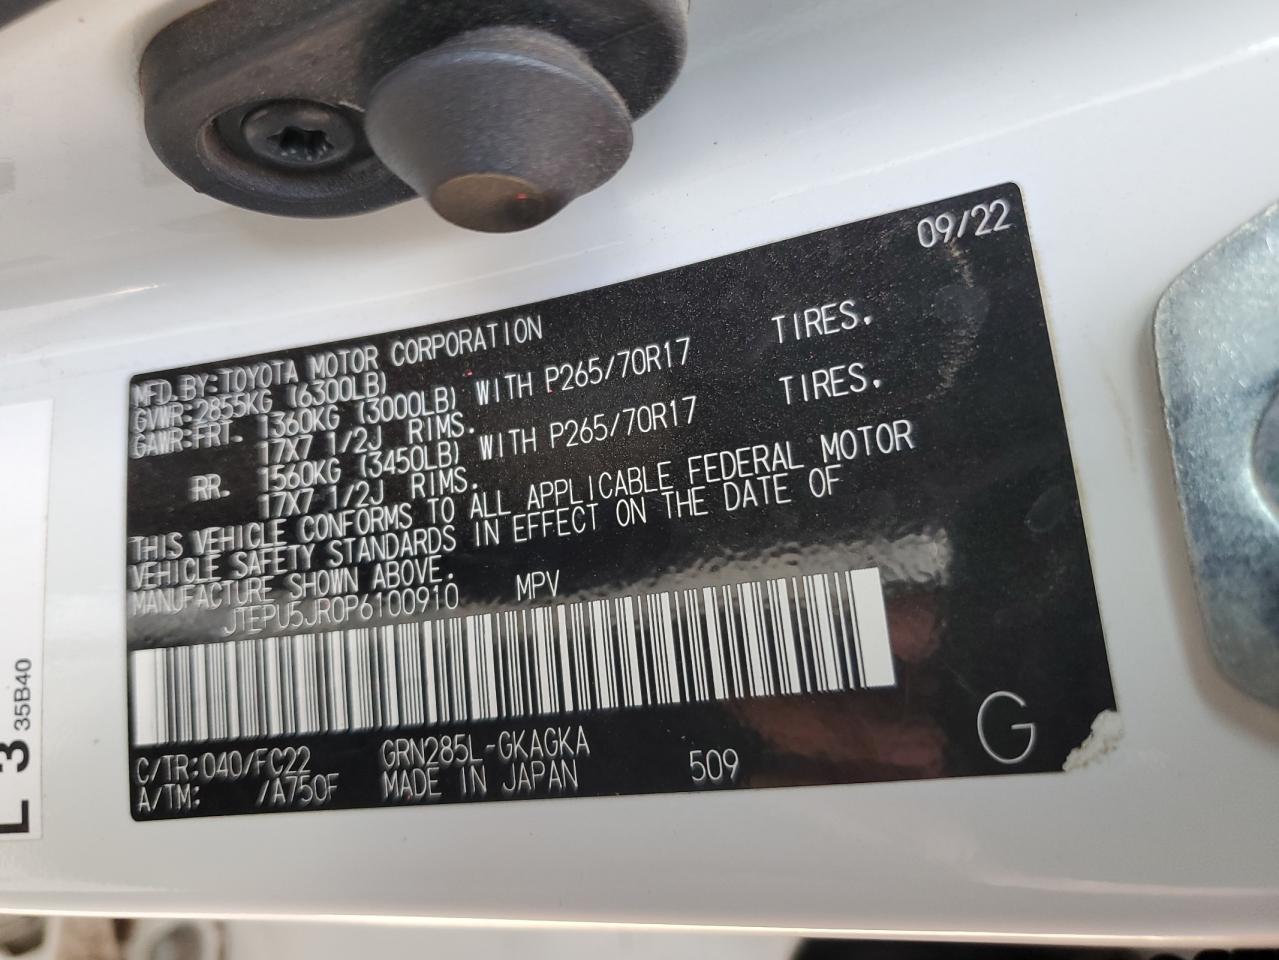 09/22
MFD.BY:TOYOTA MOTOR CORPORATION
GVWR:2855KG (6300LB)
GAWR:FRT. 1360KG (3000LB) WITH P265/70R17 TIRES.
17X7 1/2J RIMS.
RR. 1560KG (3450LB) WITH P265/70R17 TIRES.
17X7 1/2J RIMS.
THIS VEHICLE CONFORMS TO ALL APPLICABLE FEDERAL MOTOR
VEHICLE SAFETY STANDARDS IN EFFECT ON THE DATE OF
MANUFACTURE SHOWN ABOVE.
JTEPU5JR0P6100910 MPV
C/TR:040/FC22 GRN285L-GKAGKA
A/TM: /A750F MADE IN JAPAN 509
G
L 3
35B40